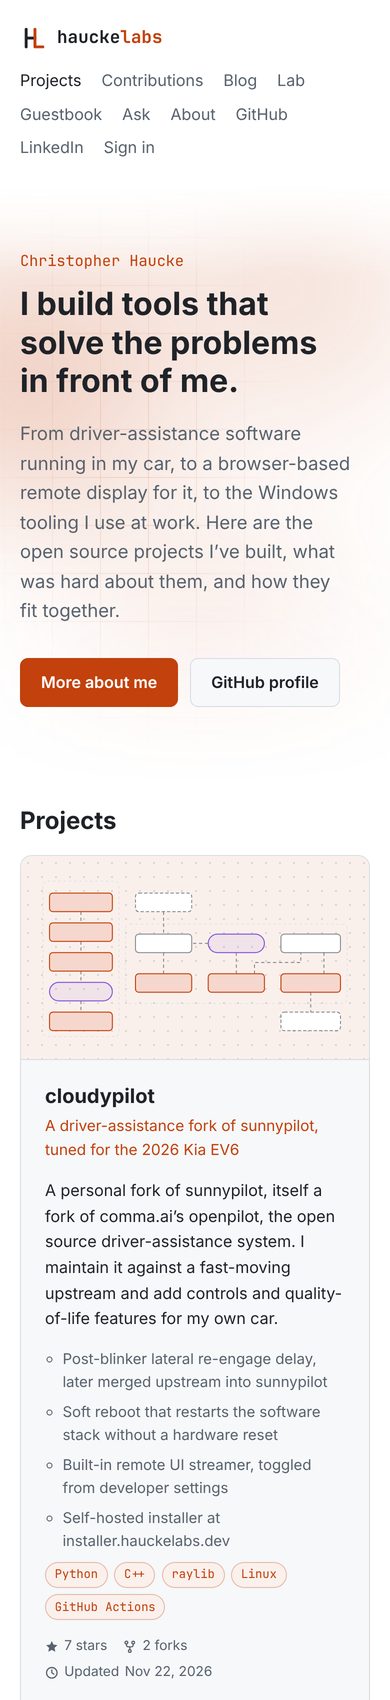 HL hauckelabs
Projects Contributions Blog Lab
Guestbook Ask About GitHub
LinkedIn Sign in
Christopher Haucke
I build tools that
solve the problems
in front of me.
From driver-assistance software
running in my car, to a browser-based
remote display for it, to the Windows
tooling I use at work. Here are the
open source projects I’ve built, what
was hard about them, and how they
fit together.
More about me GitHub profile
Projects
cloudypilot
A driver-assistance fork of sunnypilot,
tuned for the 2026 Kia EV6
A personal fork of sunnypilot, itself a
fork of comma.ai’s openpilot, the open
source driver-assistance system. I
maintain it against a fast-moving
upstream and add controls and quality-
of-life features for my own car.
Post-blinker lateral re-engage delay,
later merged upstream into sunnypilot
Soft reboot that restarts the software
stack without a hardware reset
Built-in remote UI streamer, toggled
from developer settings
Self-hosted installer at
installer.hauckelabs.dev
Python C++ raylib Linux
GitHub Actions
7 stars 2 forks
Updated Nov 22, 2026